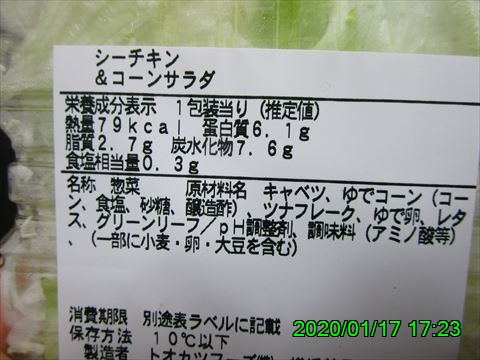 シーチキン
&コーンサラダ
栄養成分表示 1包装当り(推定値)
熱量79kcal 蛋白質6.1g
脂質2.7g 炭水化物7.6g
食塩相当量0.3g
名称 惣菜 原材料名 キャベツ、ゆでコーン(コー
ン、食塩、砂糖、醸造酢)、ツナフレーク、ゆで卵、レタ
ス、グリーンリーフ/pH調整剤、調味料(アミノ酸等)
、(一部に小麦・卵・大豆を含む)
消費期限 別途表ラベルに記載
保存方法 10℃以下
製造者 トオカツフーズ(株)
2020/01/17 17:23